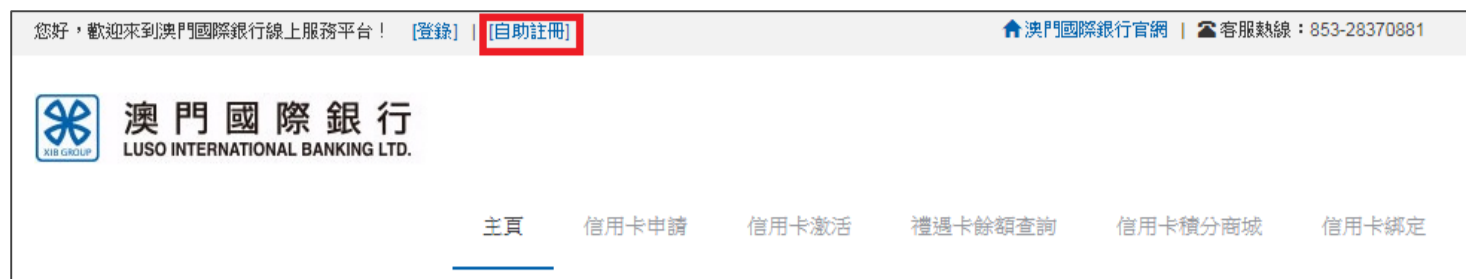 您好，歡迎來到澳門國際銀行線上服務平台！ [登錄] | [自助註冊] 澳門國際銀行官網 | 客服熱線：853-28370881
澳門國際銀行
XIB GROUP
LUSO INTERNATIONAL BANKING LTD.
主頁 信用卡申請 信用卡激活 禮遇卡餘額查詢 信用卡積分商城 信用卡綁定